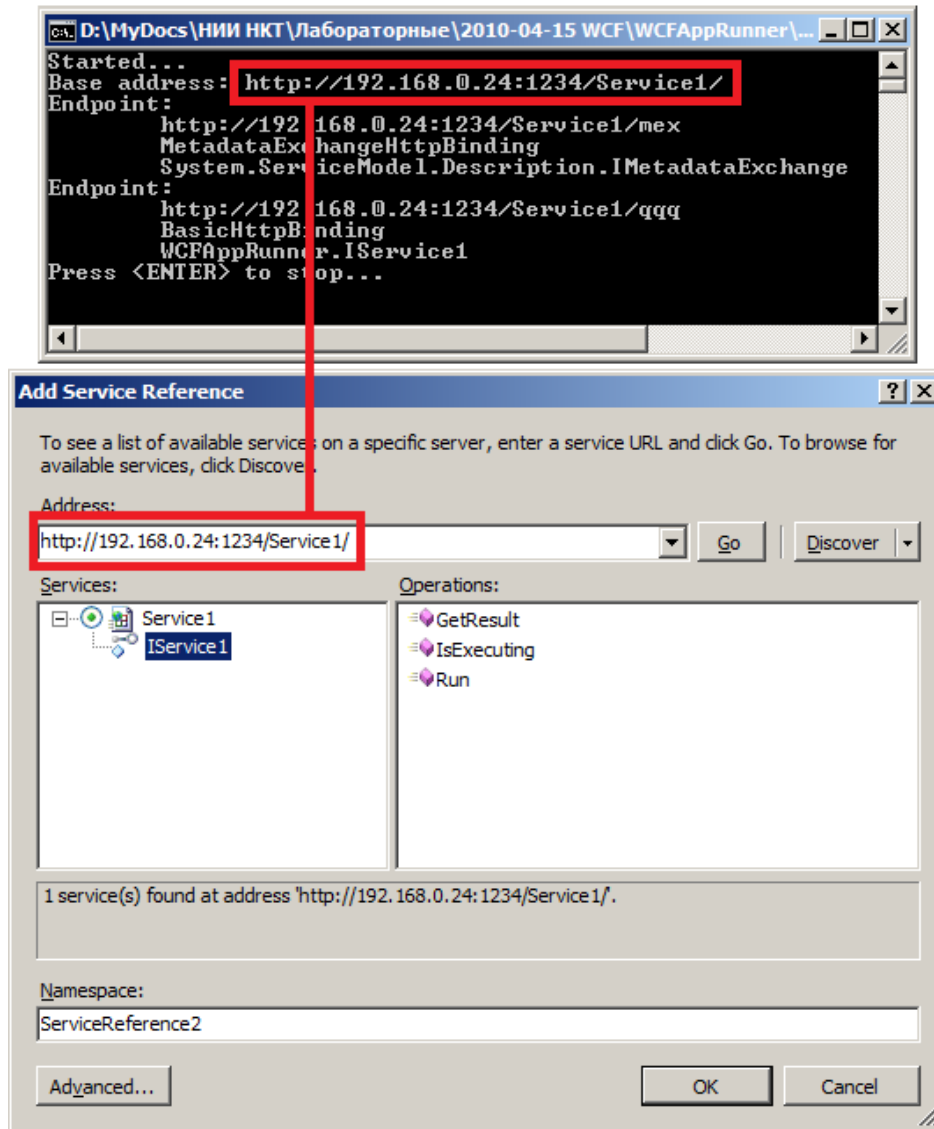 D:\MyDocs\НИИ НКТ\Лабораторные\2010-04-15 WCF\WCFAppRunner\...
Started...
Base address: http://192.168.0.24:1234/Service1/
Endpoint:
http://192.168.0.24:1234/Service1/mex
MetadataExchangeHttpBinding
System.ServiceModel.Description.IMetadataExchange
Endpoint:
http://192.168.0.24:1234/Service1/qqq
BasicHttpBinding
WCFAppRunner.IService1
Press <ENTER> to stop...
Add Service Reference
To see a list of available services on a specific server, enter a service URL and click Go. To browse for
available services, click Discover.
Address:
http://192.168.0.24:1234/Service1/
Go
Discover
Services:
Operations:
Service1
IService1
GetResult
IsExecuting
Run
1 service(s) found at address 'http://192.168.0.24:1234/Service1/'.
Namespace:
ServiceReference2
Advanced...
OK
Cancel